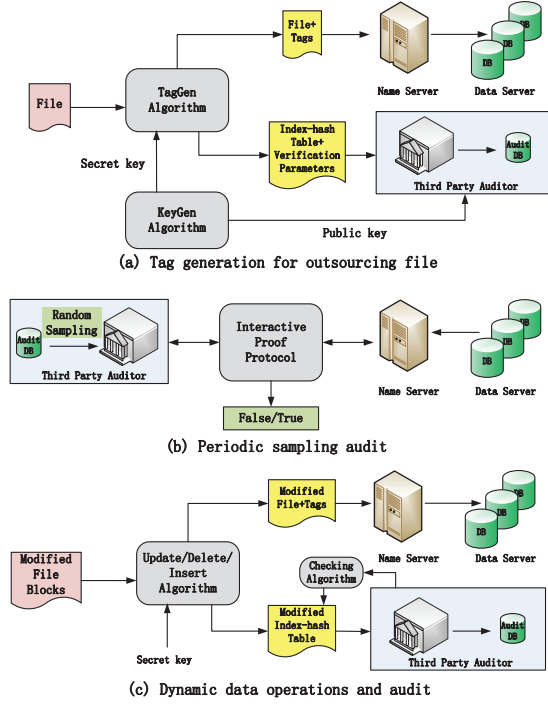 File+
Tags
DB
DB
DB
File
TagGen
Algorithm
Name Server
Data Server
Index-hash
Table+
Verification
Parameters
Audit
DB
Secret key
Third Party Auditor
KeyGen
Algorithm
Public key
(a) Tag generation for outsourcing file
Random
Sampling
Audit
DB
Third Party Auditor
Interactive
Proof
Protocol
DB
DB
DB
Name Server
Data Server
False/True
(b) Periodic sampling audit
Modified
File+Tags
DB
DB
DB
Name Server
Data Server
Modified
File
Blocks
Update/Delete/
Insert
Algorithm
Checking
Algorithm
Modified
Index-hash
Table
Audit
DB
Secret key
Third Party Auditor
(c) Dynamic data operations and audit